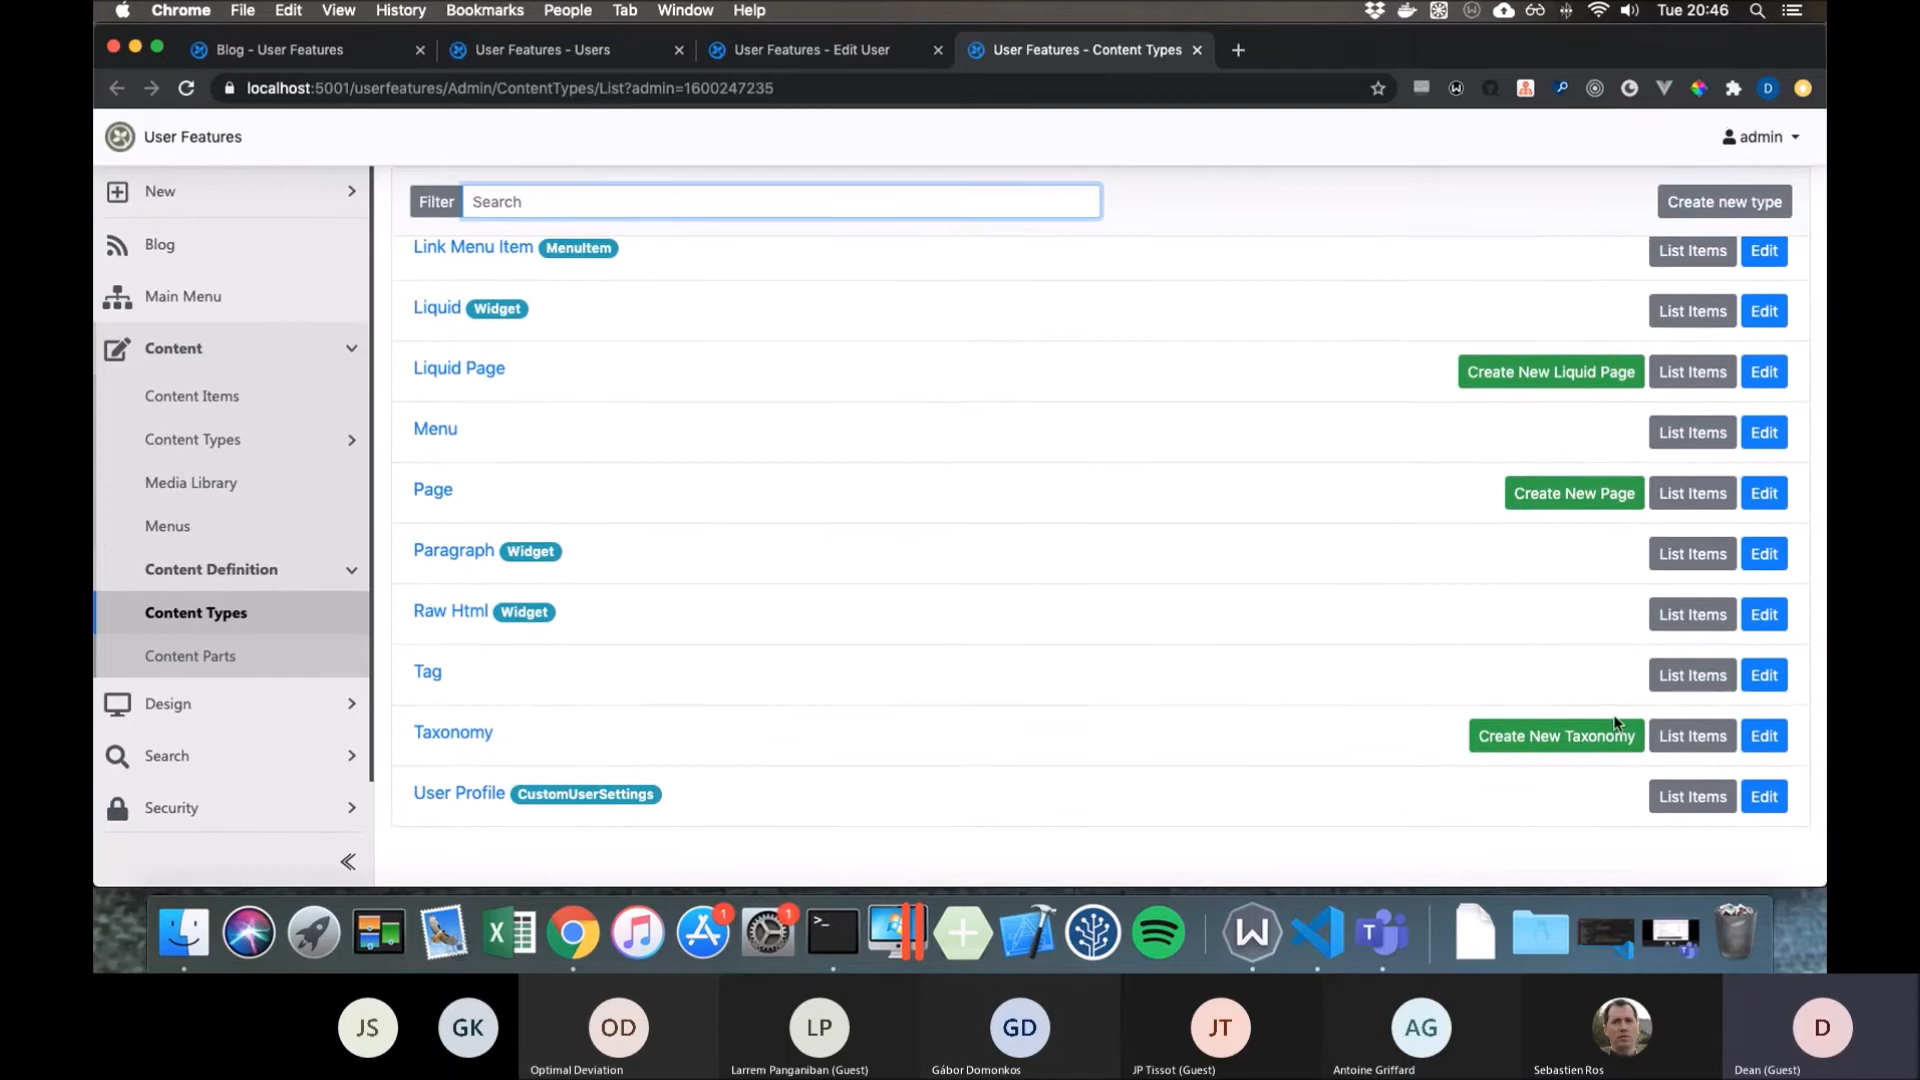 Chrome File Edit View History Bookmarks People Tab Window Help Tue 20:46
Blog - User Features
User Features - Users
User Features - Edit User
User Features - Content Types
localhost:5001/userfeatures/Admin/ContentTypes/List?admin=1600247235
D
User Features
admin
New
Blog
Main Menu
Content
Content Items
Content Types
Media Library
Menus
Content Definition
Content Types
Content Parts
Design
Search
Security
Filter Search Create new type
Link Menu Item MenuItem List Items Edit
Liquid Widget List Items Edit
Liquid Page Create New Liquid Page List Items Edit
Menu List Items Edit
Page Create New Page List Items Edit
Paragraph Widget List Items Edit
Raw Html Widget List Items Edit
Tag List Items Edit
Taxonomy Create New Taxonomy List Items Edit
User Profile CustomUserSettings List Items Edit
1 1
JS GK OD LP GD JT AG D
Optimal Deviation Larrem Panganiban (Guest) Gábor Domonkos JP Tissot (Guest) Antoine Griffard Sebastien Ros Dean (Guest)